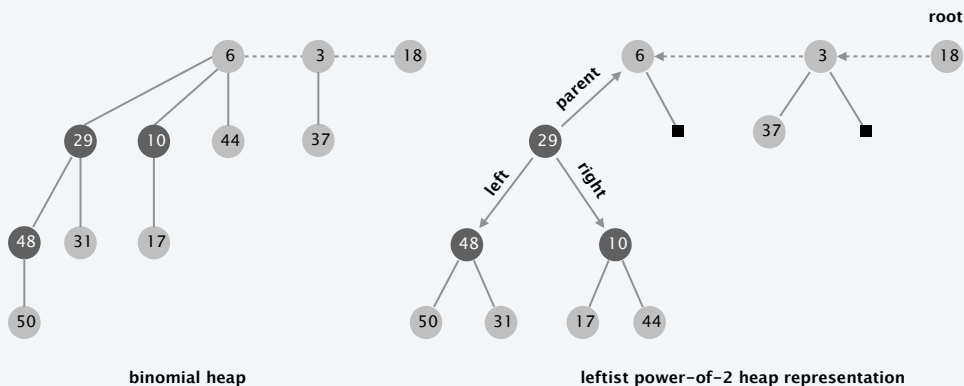 root
6 3 18
6 3 18
parent
37
29 10 44 37
29
left right
48 31 17
48 10
50
50 31 17 44
binomial heap
leftist power-of-2 heap representation